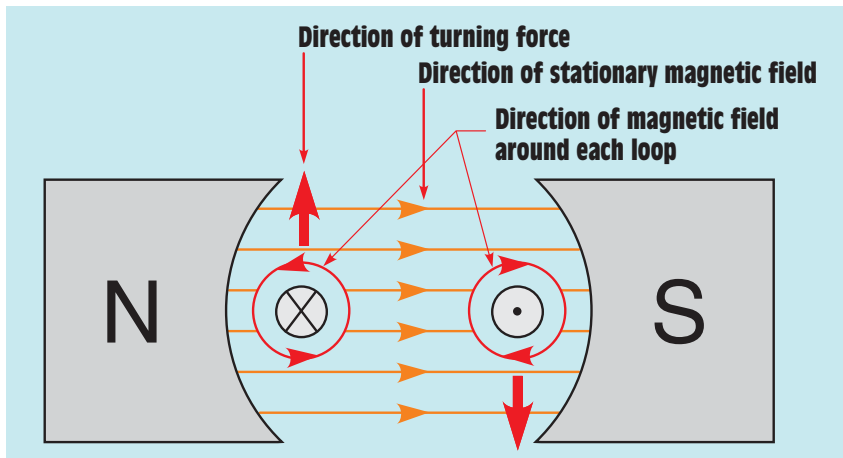 Direction of turning force
Direction of stationary magnetic field
Direction of magnetic field
around each loop
N
S